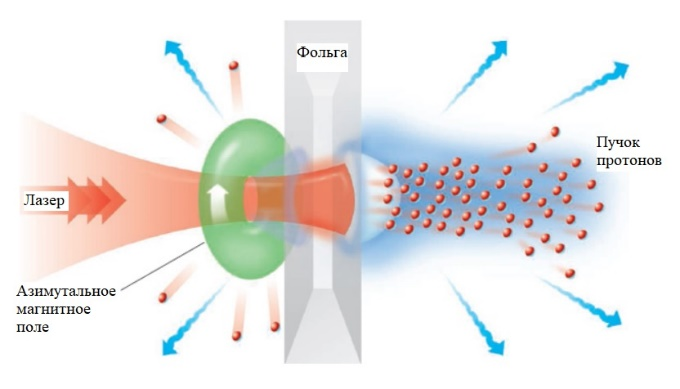 Фольга
Пучок
протонов
Лазер
Азимутальное
магнитное
поле